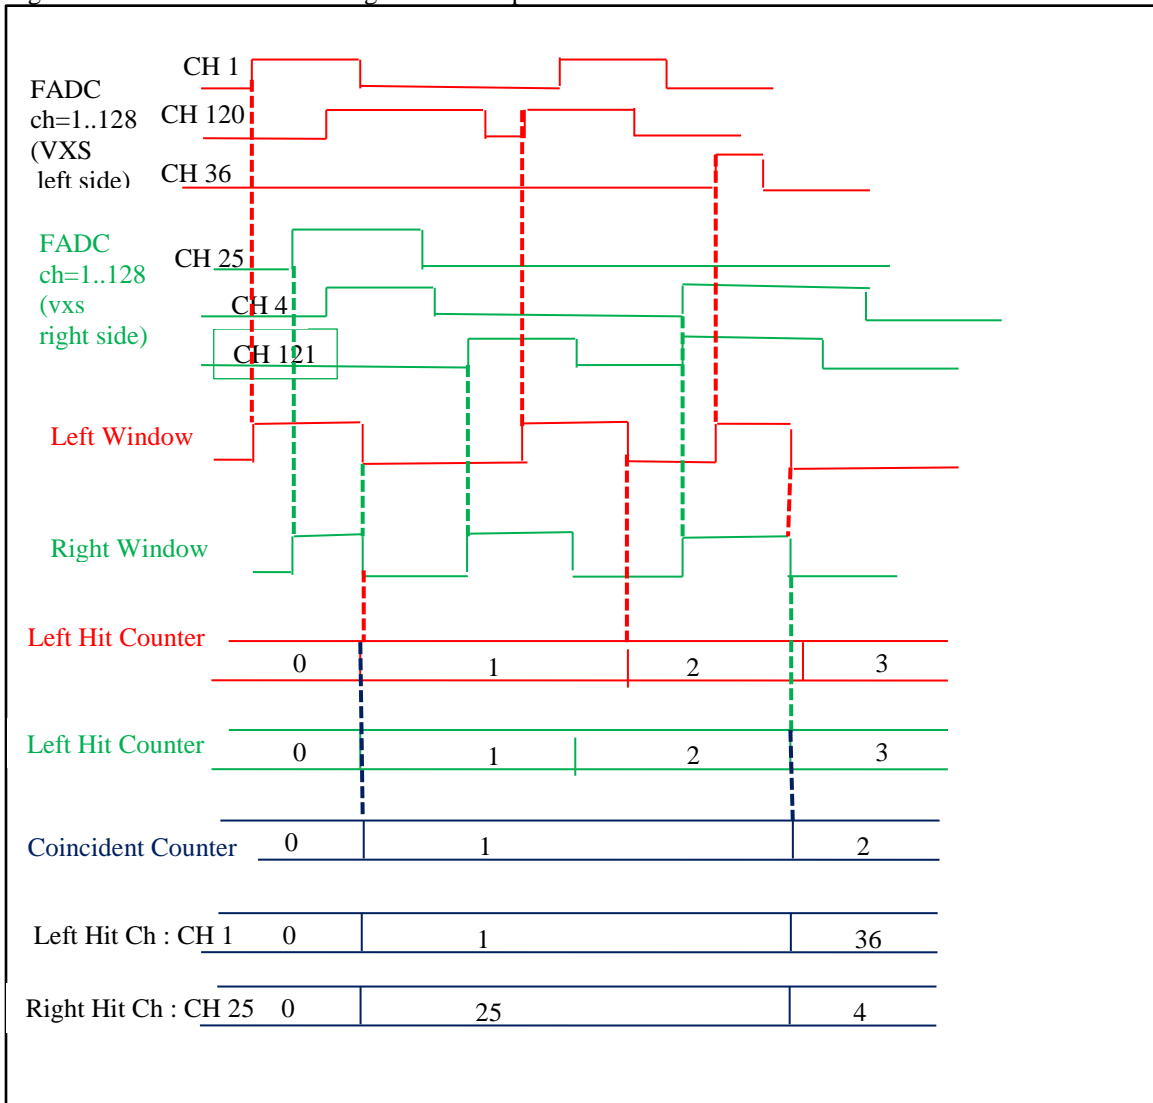 CH 1
FADC
ch=1..128
(VXS
left side)
CH 120
CH 36
FADC
ch=1..128
(vxs
right side)
CH 25
CH 4
CH 121
Left Window
Right Window
Left Hit Counter
0 1 2 3
Left Hit Counter
0 1 2 3
Coincident Counter
0 1 2
Left Hit Ch : CH 1 0 1 36
Right Hit Ch : CH 25 0 25 4